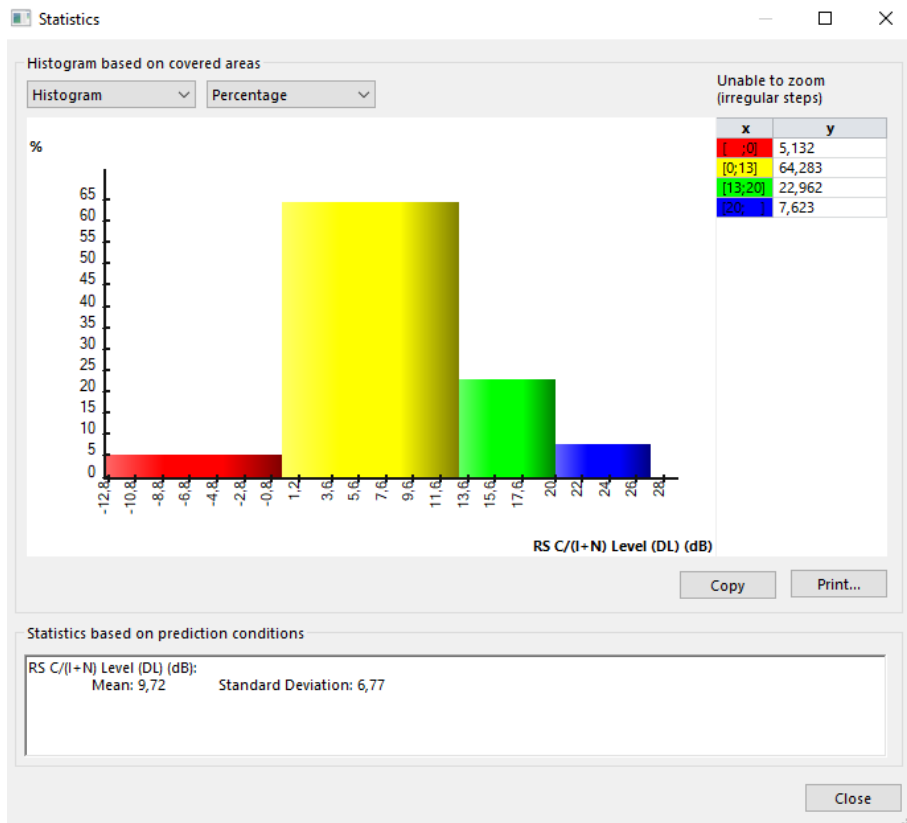 Statistics
Histogram based on covered areas
Histogram
Percentage
Unable to zoom
(irregular steps)
x y
[ ;0] 5,132
[0;13] 64,283
[13;20] 22,962
[20; ] 7,623
%
65
60
55
50
45
40
35
30
25
20
15
10
5
0
-12,8 -10,8 -8,8 -6,8 -4,8 -2,8 -0,8 1,2 3,6 5,6 7,6 9,6 11,6 13,6 15,6 17,6 20 22 24 26 28
RS C/(I+N) Level (DL) (dB)
Copy
Print...
Statistics based on prediction conditions
RS C/(I+N) Level (DL) (dB):
Mean: 9,72 Standard Deviation: 6,77
Close